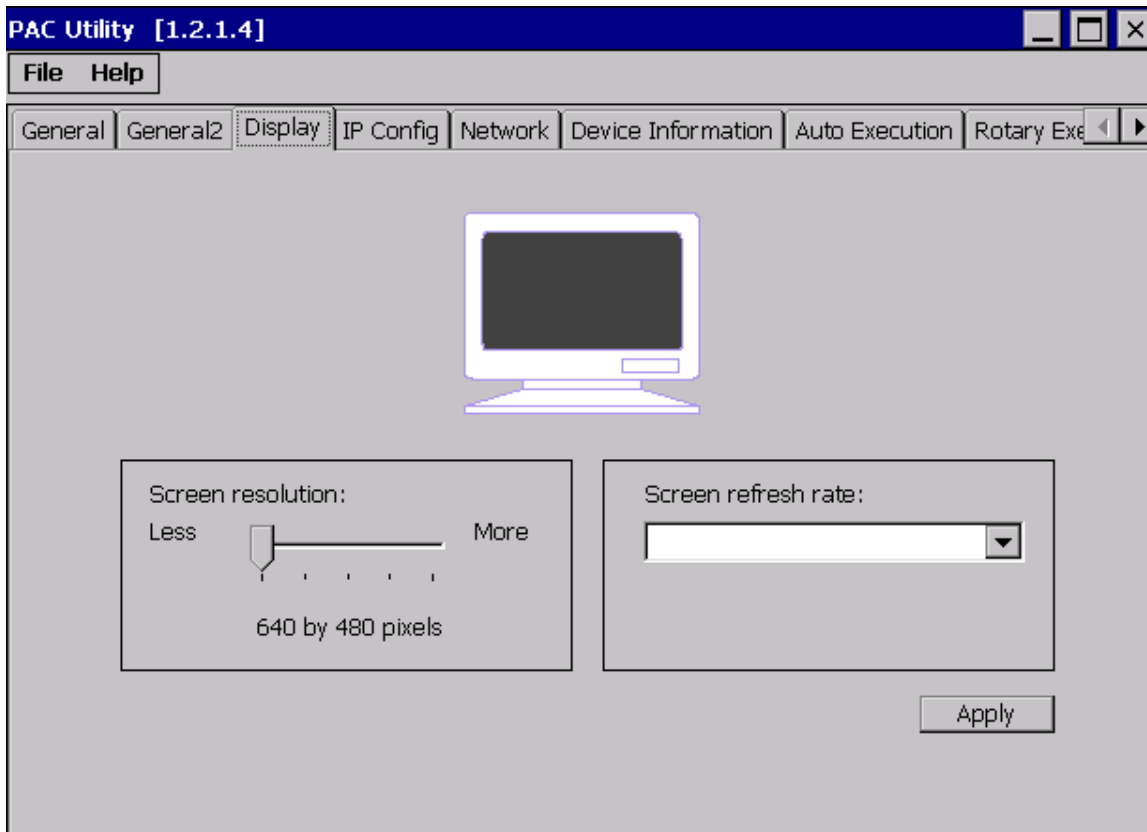 PAC Utility [1.2.1.4]
File Help
General General2 Display IP Config Network Device Information Auto Execution Rotary Exe
Screen resolution:
Less More
640 by 480 pixels
Screen refresh rate:
Apply